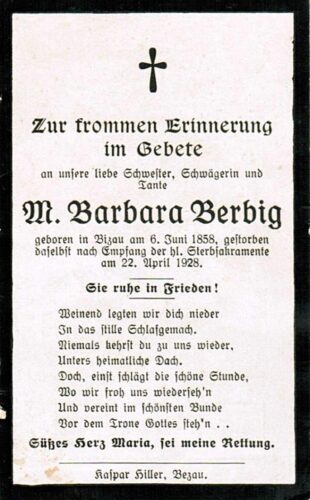 Zur frommen Erinnerung
im Gebete
an unsere liebe Schwester, Schwägerin und
Tante
M. Barbara Berbig
geboren in Bizau am 6. Juni 1858, gestorben
daselbst nach Empfang der hl. Sterbsakramente
am 22. April 1928.
Sie ruhe in Frieden!
Weinend legten wir dich nieder
In das stille Schlafgemach.
Niemals kehrst du zu uns wieder,
Unters heimatliche Dach.
Doch, einst schlägt die schöne Stunde,
Wo wir froh uns wiederseh'n
Und vereint im schönsten Bunde
Vor dem Trone Gottes steh'n . .
Süßes Herz Maria, sei meine Rettung.
Kaspar Hiller, Bezau.